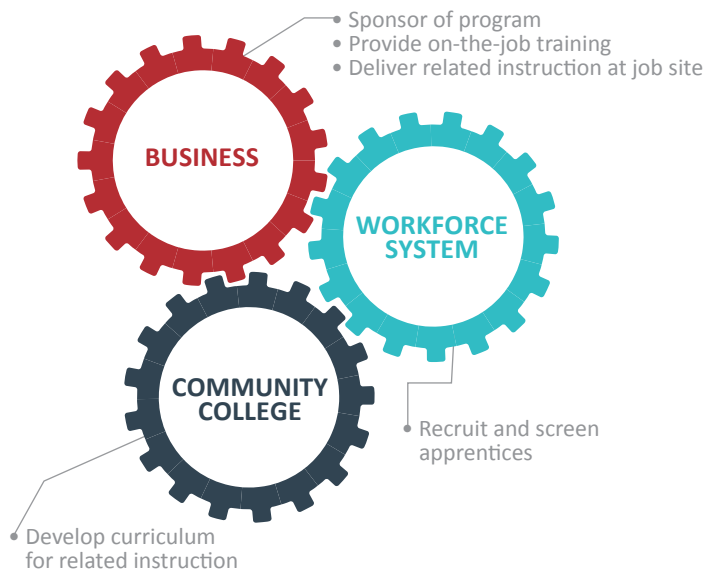 • Sponsor of program
• Provide on-the-job training
• Deliver related instruction at job site
BUSINESS
WORKFORCE
SYSTEM
COMMUNITY
COLLEGE
• Recruit and screen
apprentices
• Develop curriculum
for related instruction